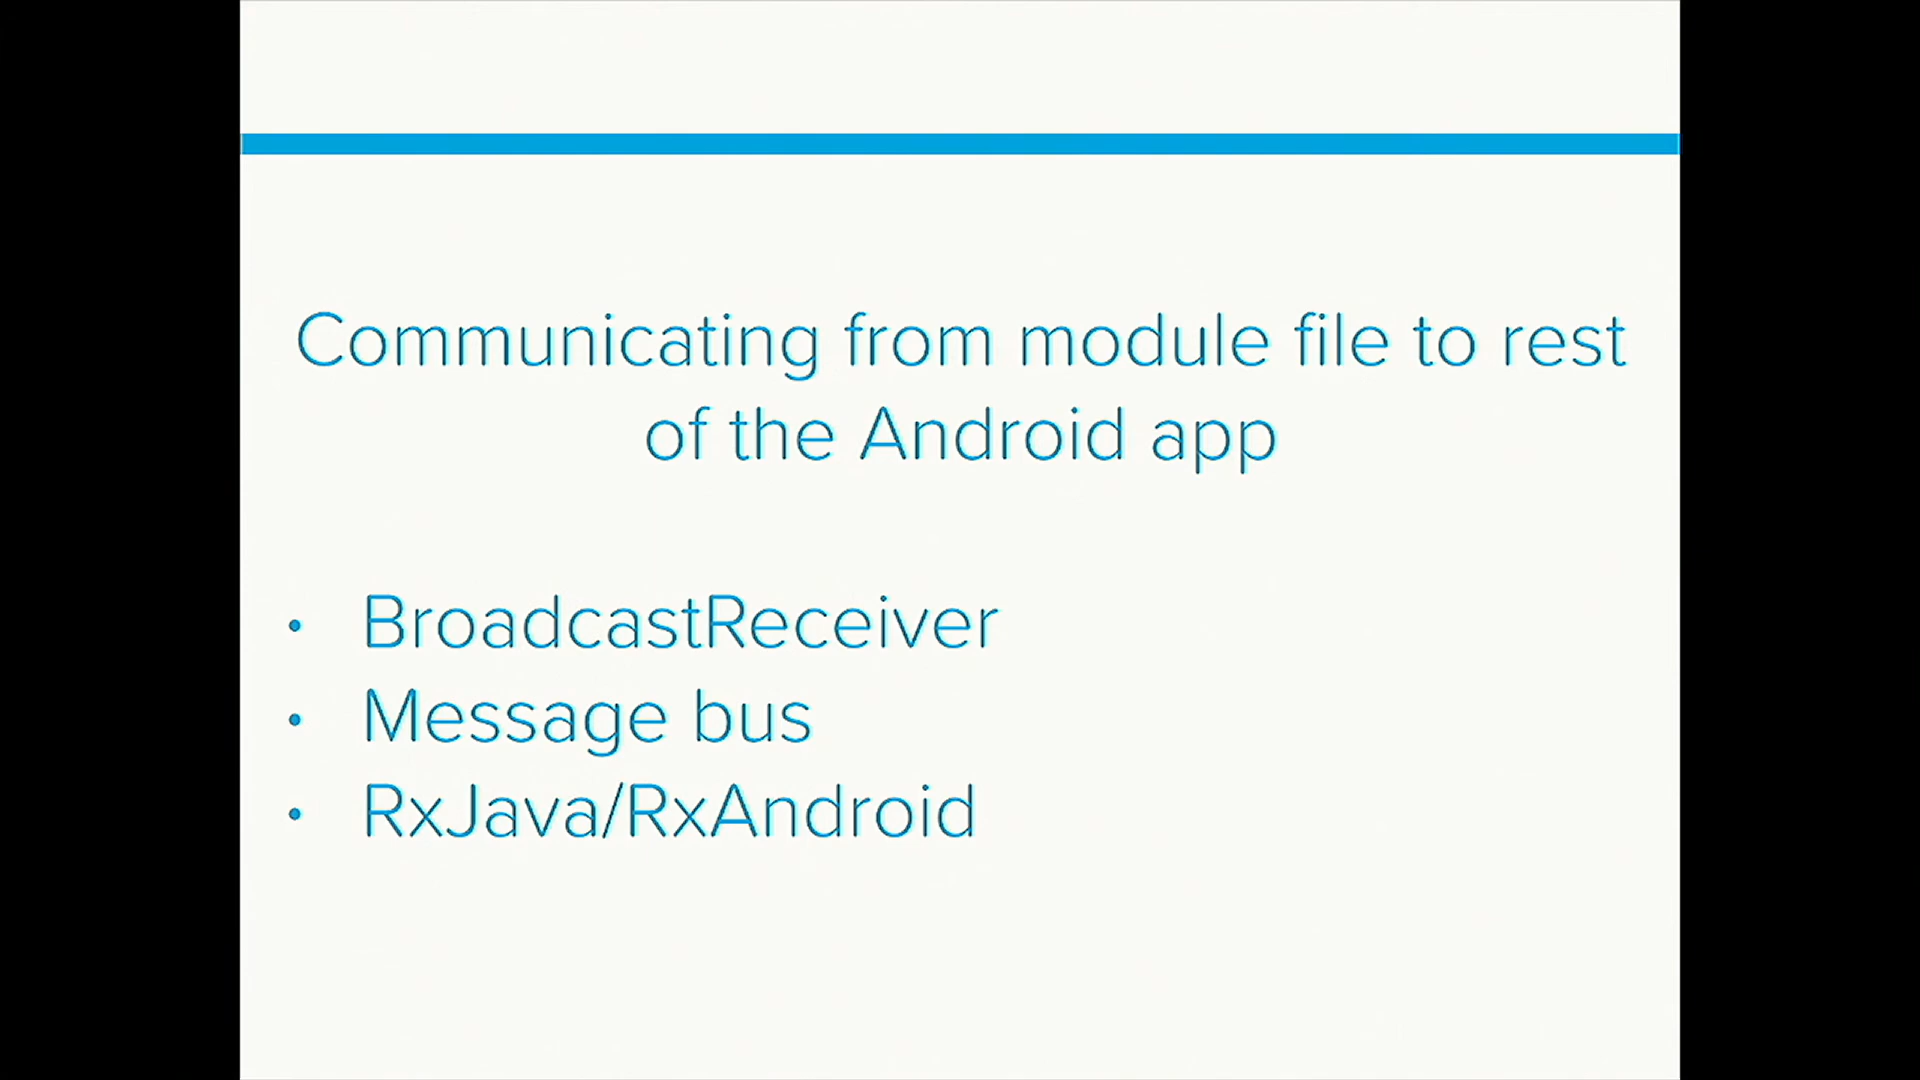 Communicating from module file to rest
of the Android app
• BroadcastReceiver
• Message bus
• RxJava/RxAndroid